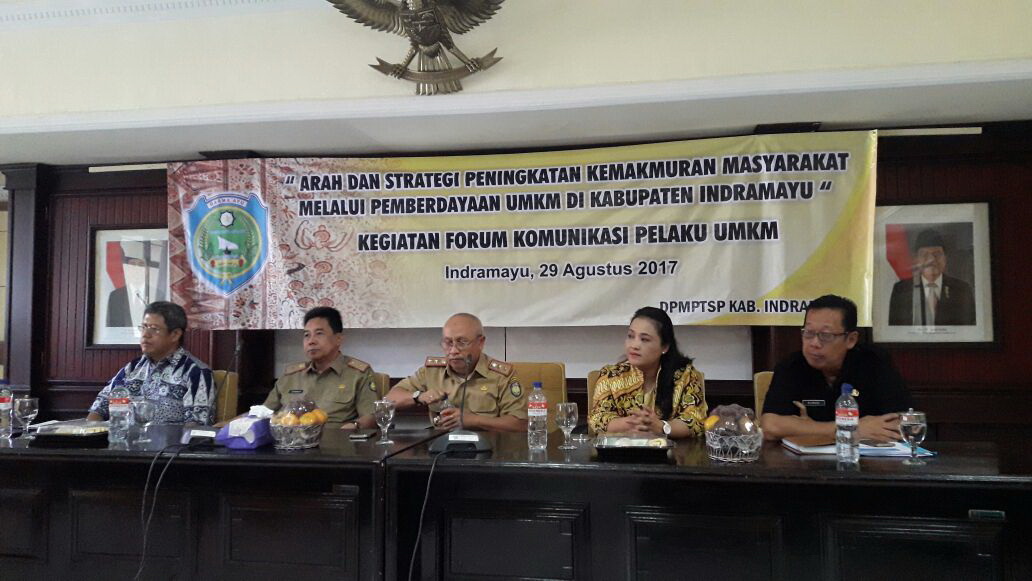 " ARAH DAN STRATEGI PENINGKATAN KEMAKMURAN MASYARAKAT
MELALUI PEMBERDAYAAN UMKM DI KABUPATEN INDRAMAYU "
KEGIATAN FORUM KOMUNIKASI PELAKU UMKM
Indramayu, 29 Agustus 2017
DPMPTSP KAB. INDRA